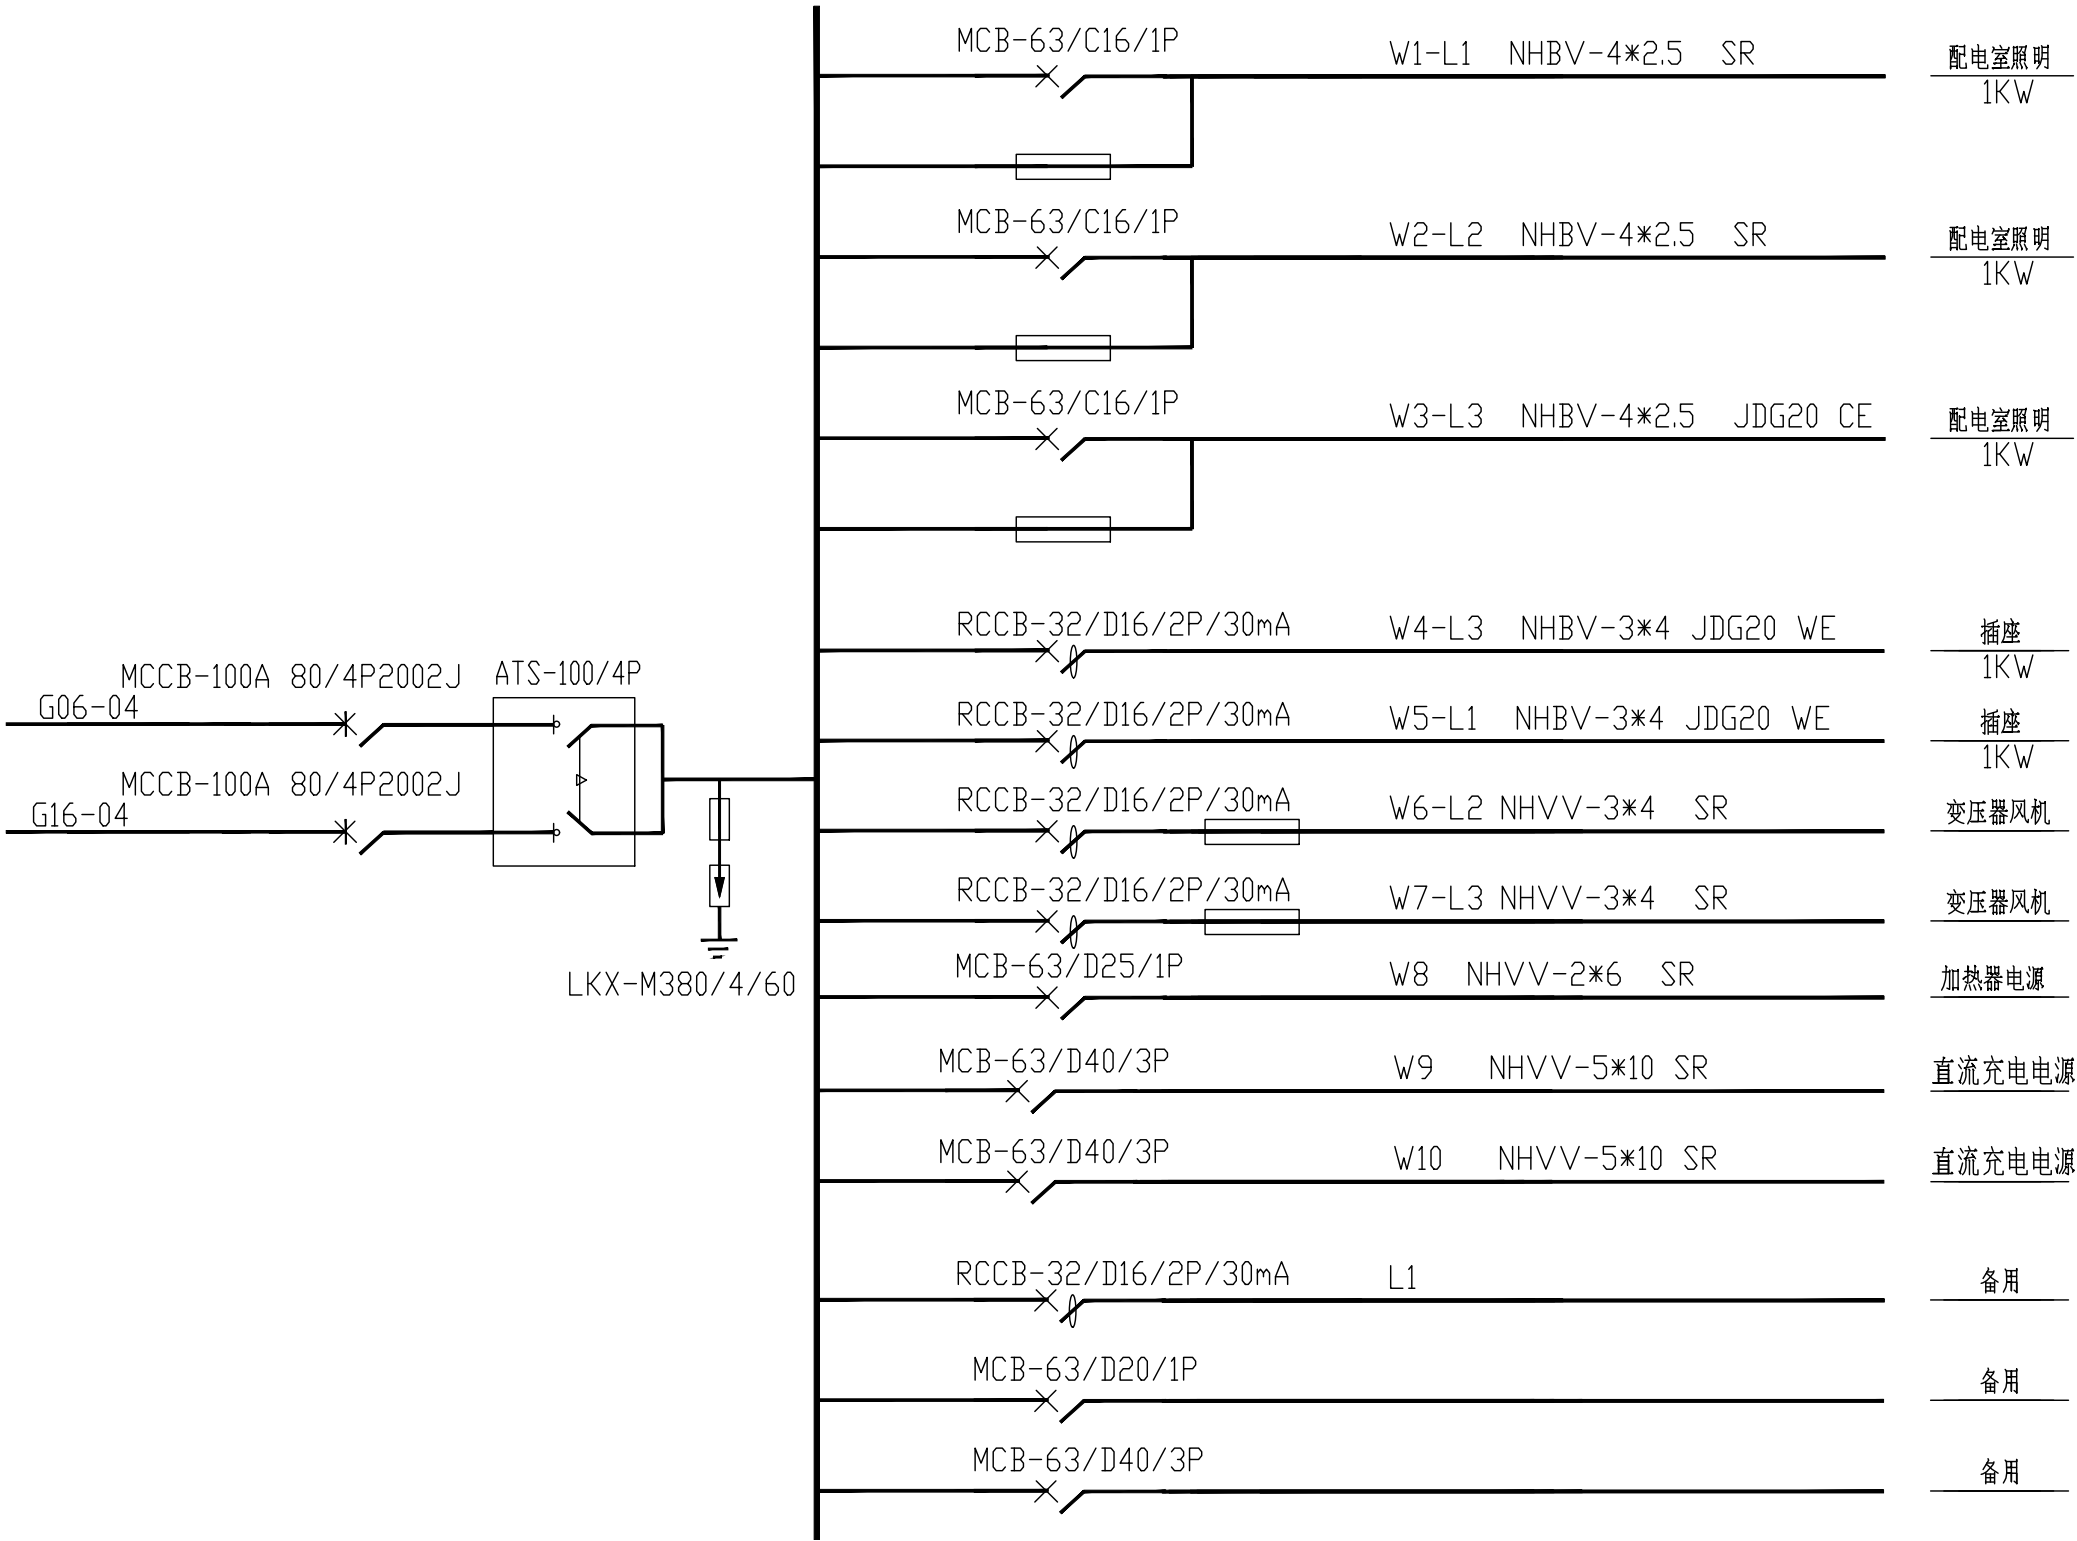 MCB-63/C16/1P
W1-L1 NHBV-4*2.5 SR
配电室照明
1KW
MCB-63/C16/1P
W2-L2 NHBV-4*2.5 SR
配电室照明
1KW
MCB-63/C16/1P
W3-L3 NHBV-4*2.5 JDG20 CE
配电室照明
1KW
RCCB-32/D16/2P/30mA
W4-L3 NHBV-3*4 JDG20 WE
插座
1KW
MCCB-100A 80/4P2002J
ATS-100/4P
G06-04
RCCB-32/D16/2P/30mA
W5-L1 NHBV-3*4 JDG20 WE
插座
1KW
MCCB-100A 80/4P2002J
G16-04
RCCB-32/D16/2P/30mA
W6-L2 NHVV-3*4 SR
变压器风机
RCCB-32/D16/2P/30mA
W7-L3 NHVV-3*4 SR
变压器风机
LKX-M380/4/60
MCB-63/D25/1P
W8 NHVV-2*6 SR
加热器电源
MCB-63/D40/3P
W9 NHVV-5*10 SR
直流充电电源
MCB-63/D40/3P
W10 NHVV-5*10 SR
直流充电电源
RCCB-32/D16/2P/30mA
L1
备用
MCB-63/D20/1P
备用
MCB-63/D40/3P
备用